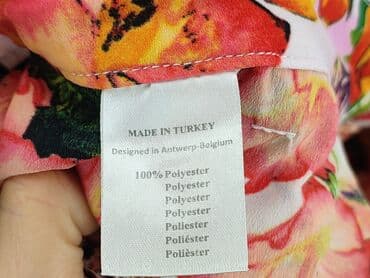 MADE IN TURKEY
Designed in Antwerp-Belgium
100% Polyester
Polyester
Polyester
Polyester
Poliester
Poliéster
Polièster